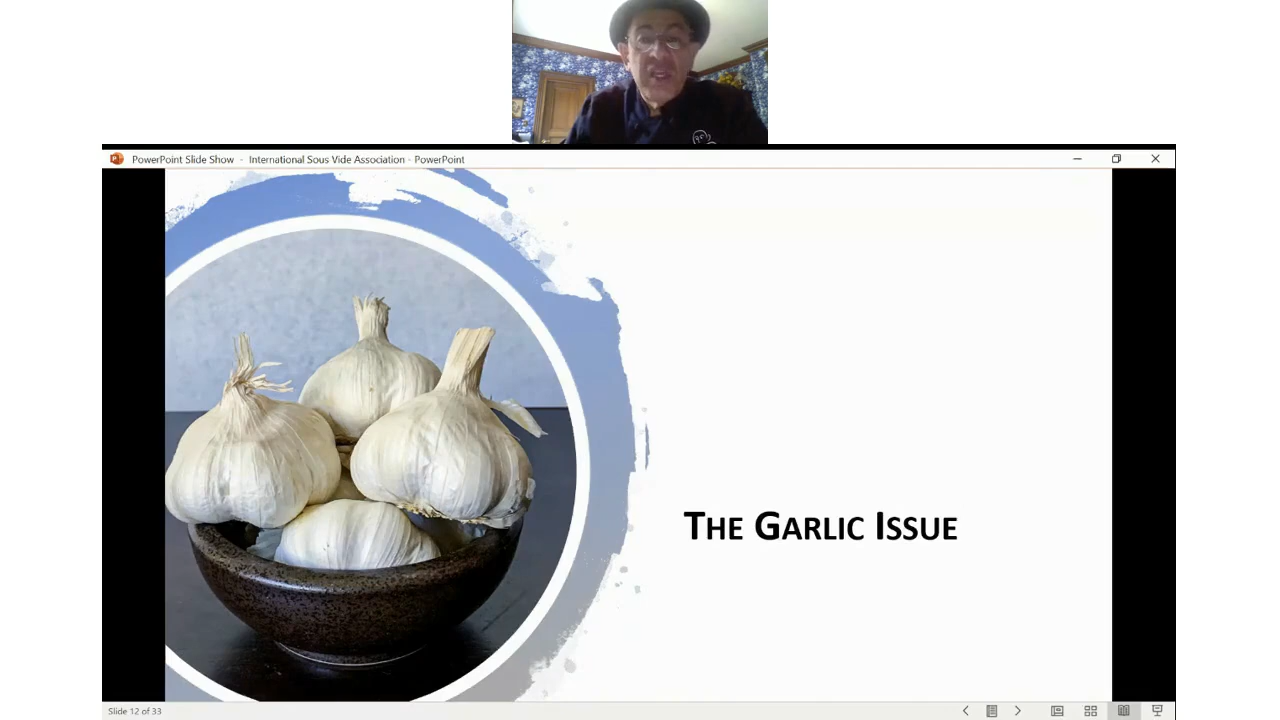 PowerPoint Slide Show - International Sous Vide Association - PowerPoint
The Garlic Issue
Slide 12 of 33